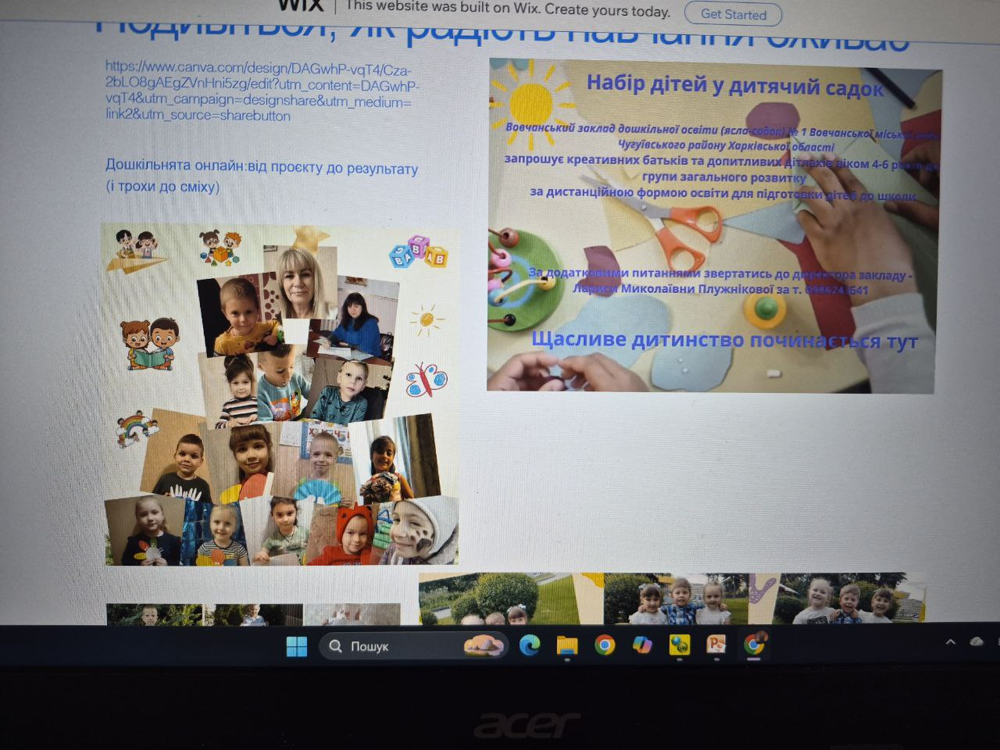 WIX | This website was built on Wix. Create yours today. Get Started
Подивіться, як радість навчання оживає
https://www.canva.com/design/DAGwhP-vqT4/Cza-
2bLO8gAEgZVnHni5zg/edit?utm_content=DAGwhP-
vqT4&utm_campaign=designshare&utm_medium=
link2&utm_source=sharebutton
Дошкільнята онлайн:від проєкту до результату
(і трохи до сміху)
Набір дітей у дитячий садок
Вовчанський заклад дошкільної освіти (ясла-садок) № 1 Вовчанської міської ради
Чугуївського району Харківської області
запрошує креативних батьків та допитливих дітлахів віком 4-6 років до
групи загального розвитку
за дистанційною формою освіти для підготовки дітей до школи
За додатковими питаннями звертатись до директора закладу -
Лариси Миколаївни Плужнікової за т.
Щасливе дитинство починається тут
Пошук
acer